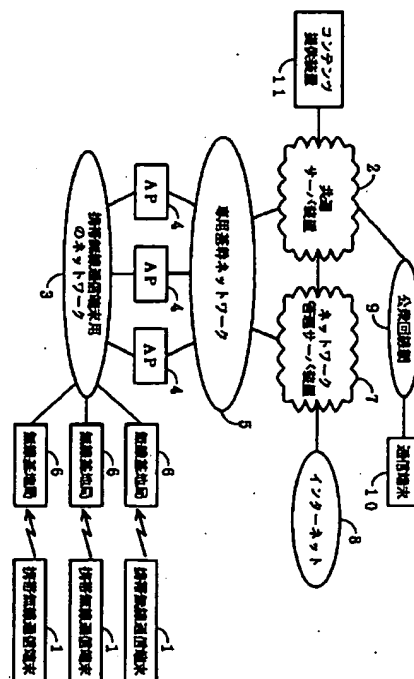 コンテンツ
提供装置
11
共通
サーバ装置
2
公衆回線網
9
通信端末
10
ネットワーク
管理サーバ装置
7
インターネット
8
専用基幹ネットワーク
5
AP
4
AP
4
AP
4
携帯無線通信端末用
のネットワーク
3
無線基地局
6
無線基地局
6
無線基地局
6
携帯無線通信端末
1
携帯無線通信端末
1
携帯無線通信端末
1